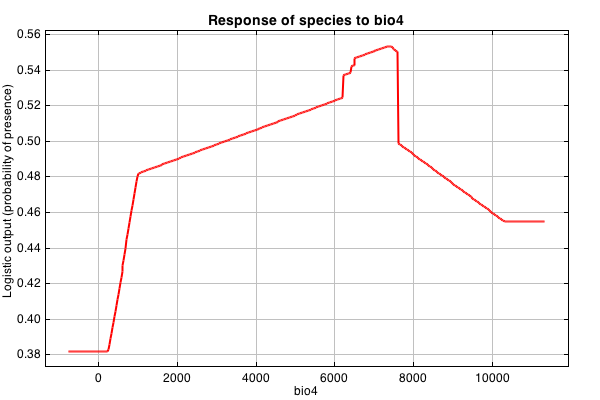 Response of species to bio4
Logistic output (probability of presence)
0.56
0.54
0.52
0.50
0.48
0.46
0.44
0.42
0.40
0.38
0 2000 4000 6000 8000 10000
bio4